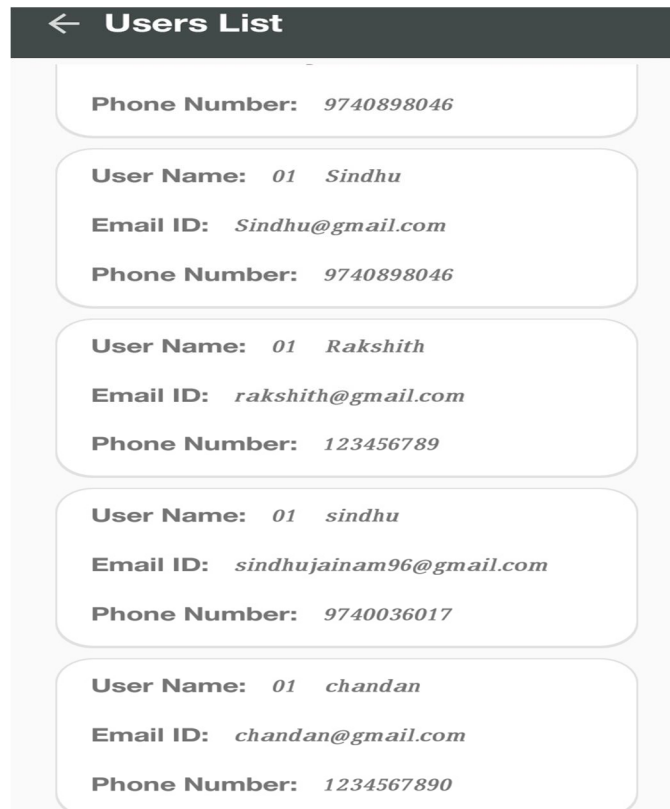 ← Users List
Phone Number: 9740898046
User Name: 01 Sindhu
Email ID: Sindhu@gmail.com
Phone Number: 9740898046
User Name: 01 Rakshith
Email ID: rakshith@gmail.com
Phone Number: 123456789
User Name: 01 sindhu
Email ID: sindhujainam96@gmail.com
Phone Number: 9740036017
User Name: 01 chandan
Email ID: chandan@gmail.com
Phone Number: 1234567890